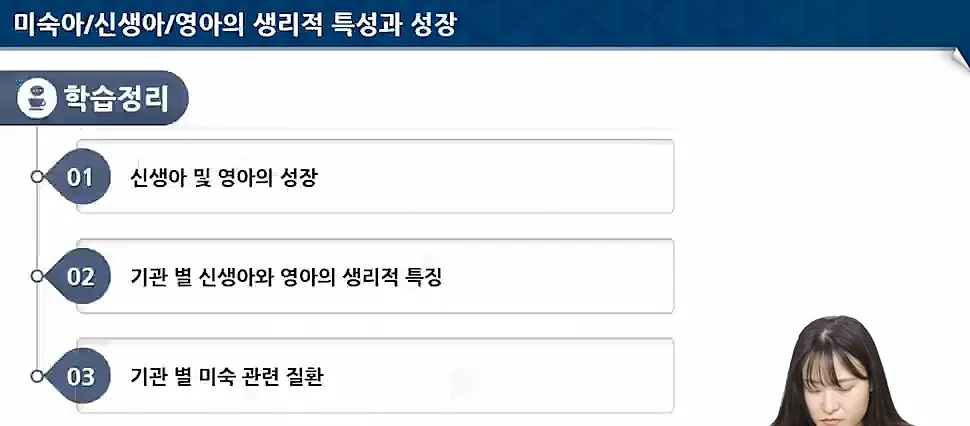 미숙아/신생아/영아의 생리적 특성과 성장
학습정리
01 신생아 및 영아의 성장
02 기관 별 신생아와 영아의 생리적 특징
03 기관 별 미숙 관련 질환